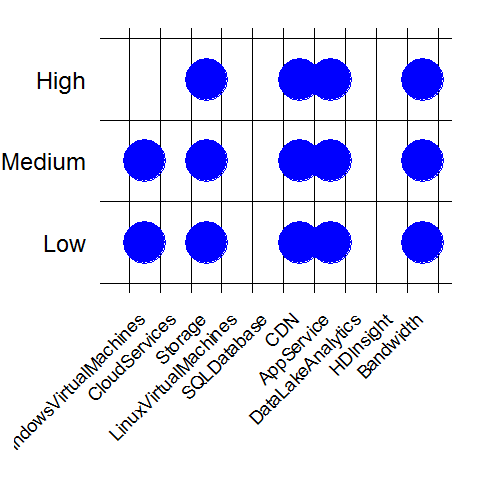 High
Medium
Low
ndowsVirtualMachines
CloudServices
Storage
LinuxVirtualMachines
SQLDatabase
CDN
AppService
DataLakeAnalytics
HDInsight
Bandwidth